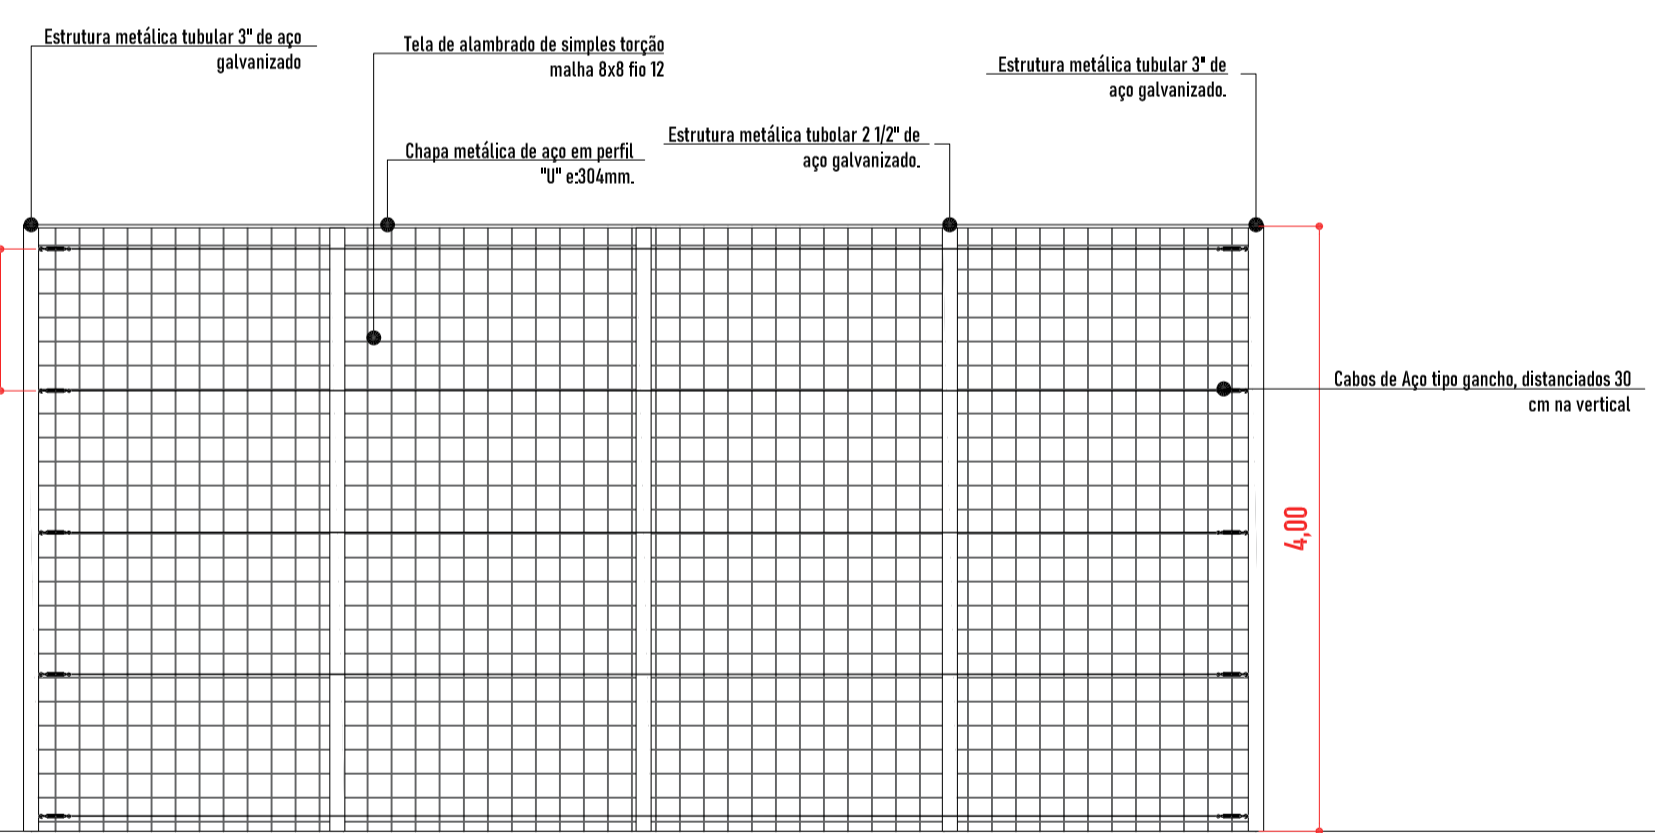 Estrutura metálica tubular 3" de aço
galvanizado
Tela de alambrado de simples torção
malha 8x8 fio 12
Estrutura metálica tubular 3" de
aço galvanizado.
Estrutura metálica tubolar 2 1/2" de
aço galvanizado.
Chapa metálica de aço em perfil
"U" e:304mm.
Cabos de Aço tipo gancho, distanciados 30
cm na vertical
4,00